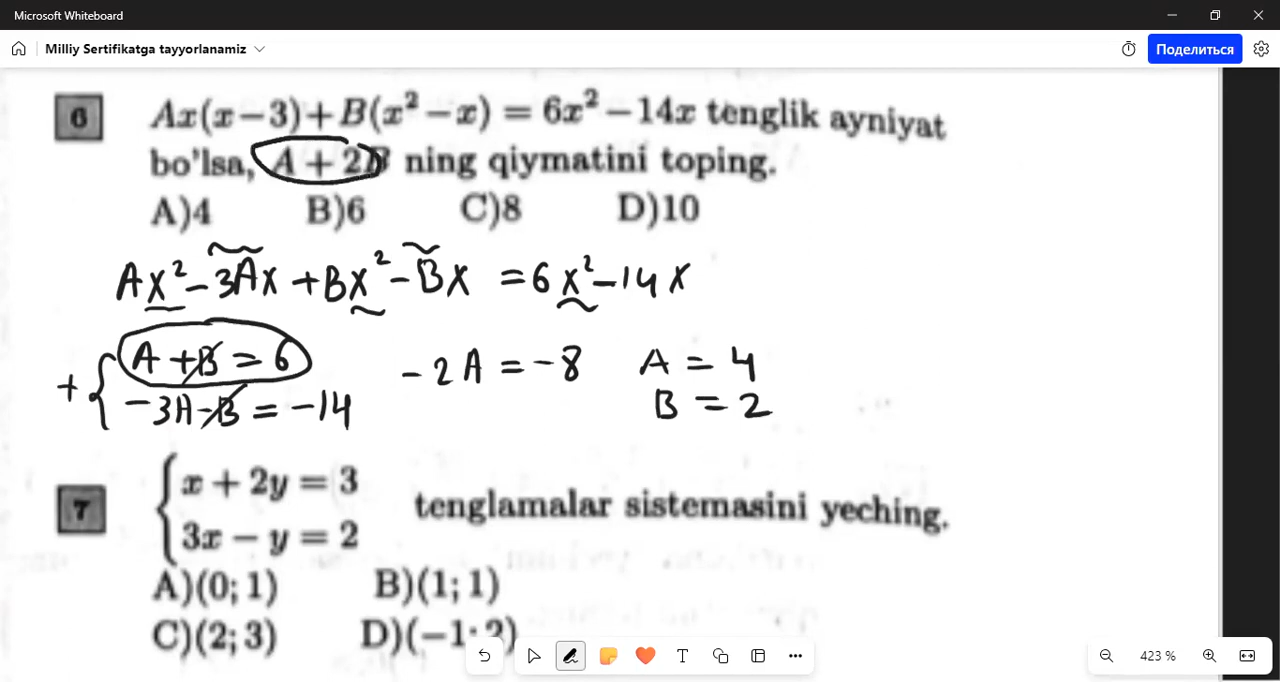 Microsoft Whiteboard
Milliy Sertifikatga tayyorlanamiz
Поделиться
6 Ax(x−3)+B(x²−x) = 6x²−14x tenglik ayniyat
bo'lsa, A+2B ning qiymatini toping.
A)4 B)6 C)8 D)10
Ax²−3Ax+Bx²−Bx = 6x²−14x
A+B=6
+{ −3A−B=−14
−2A=−8 A=4
B=2
7 { x+2y=3
3x−y=2 tenglamalar sistemasini yeching.
A)(0;1) B)(1;1)
C)(2;3) D)(−1;2)
423 %